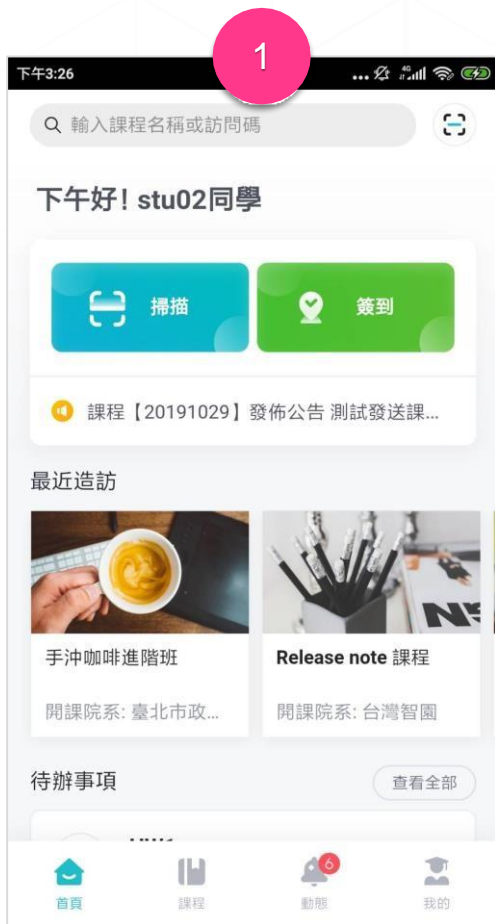 1
下午3:26
4G
輸入課程名稱或訪問碼
下午好! stu02同學
掃描
簽到
課程【20191029】發佈公告 測試發送課...
最近造訪
手沖咖啡進階班
Release note 課程
開課院系: 臺北市政...
開課院系: 台灣智園
待辦事項
查看全部
6
首頁
課程
動態
我的